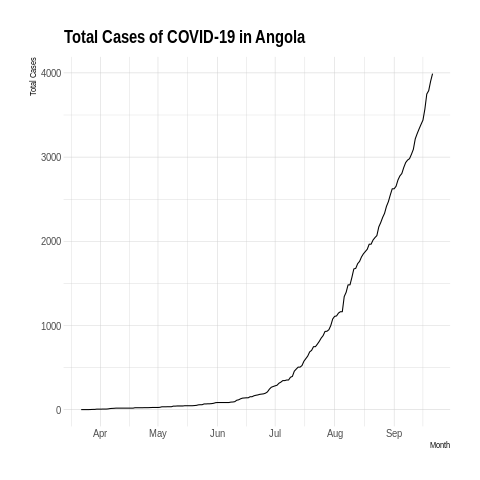 Total Cases of COVID-19 in Angola
Total Cases
4000
3000
2000
1000
0
Apr May Jun Jul Aug Sep
Month